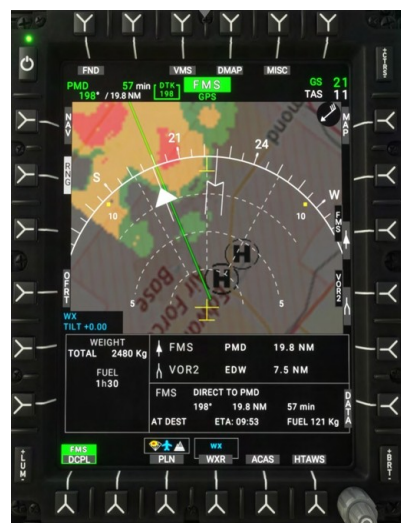 FND VMS DMAP MISC
CTRS
PMD 57 min DTK FMS GS 21
198° / 19.8 NM 198 GPS TAS 11
NAV MAP
21 24
RNG S W
10 10
FMS
OFRT 5 5 VOR2
H
H
Air Force
Base
WX
TILT +0.00
WEIGHT
TOTAL 2480 Kg
FUEL
1h30
FMS PMD 19.8 NM
VOR2 EDW 7.5 NM
FMS DIRECT TO PMD
198° 19.8 NM 57 min
AT DEST ETA: 09:53 FUEL 121 Kg
DATA
FMS WX
DCPL PLN WXR ACAS HTAWS
+LUM-
+BRT-